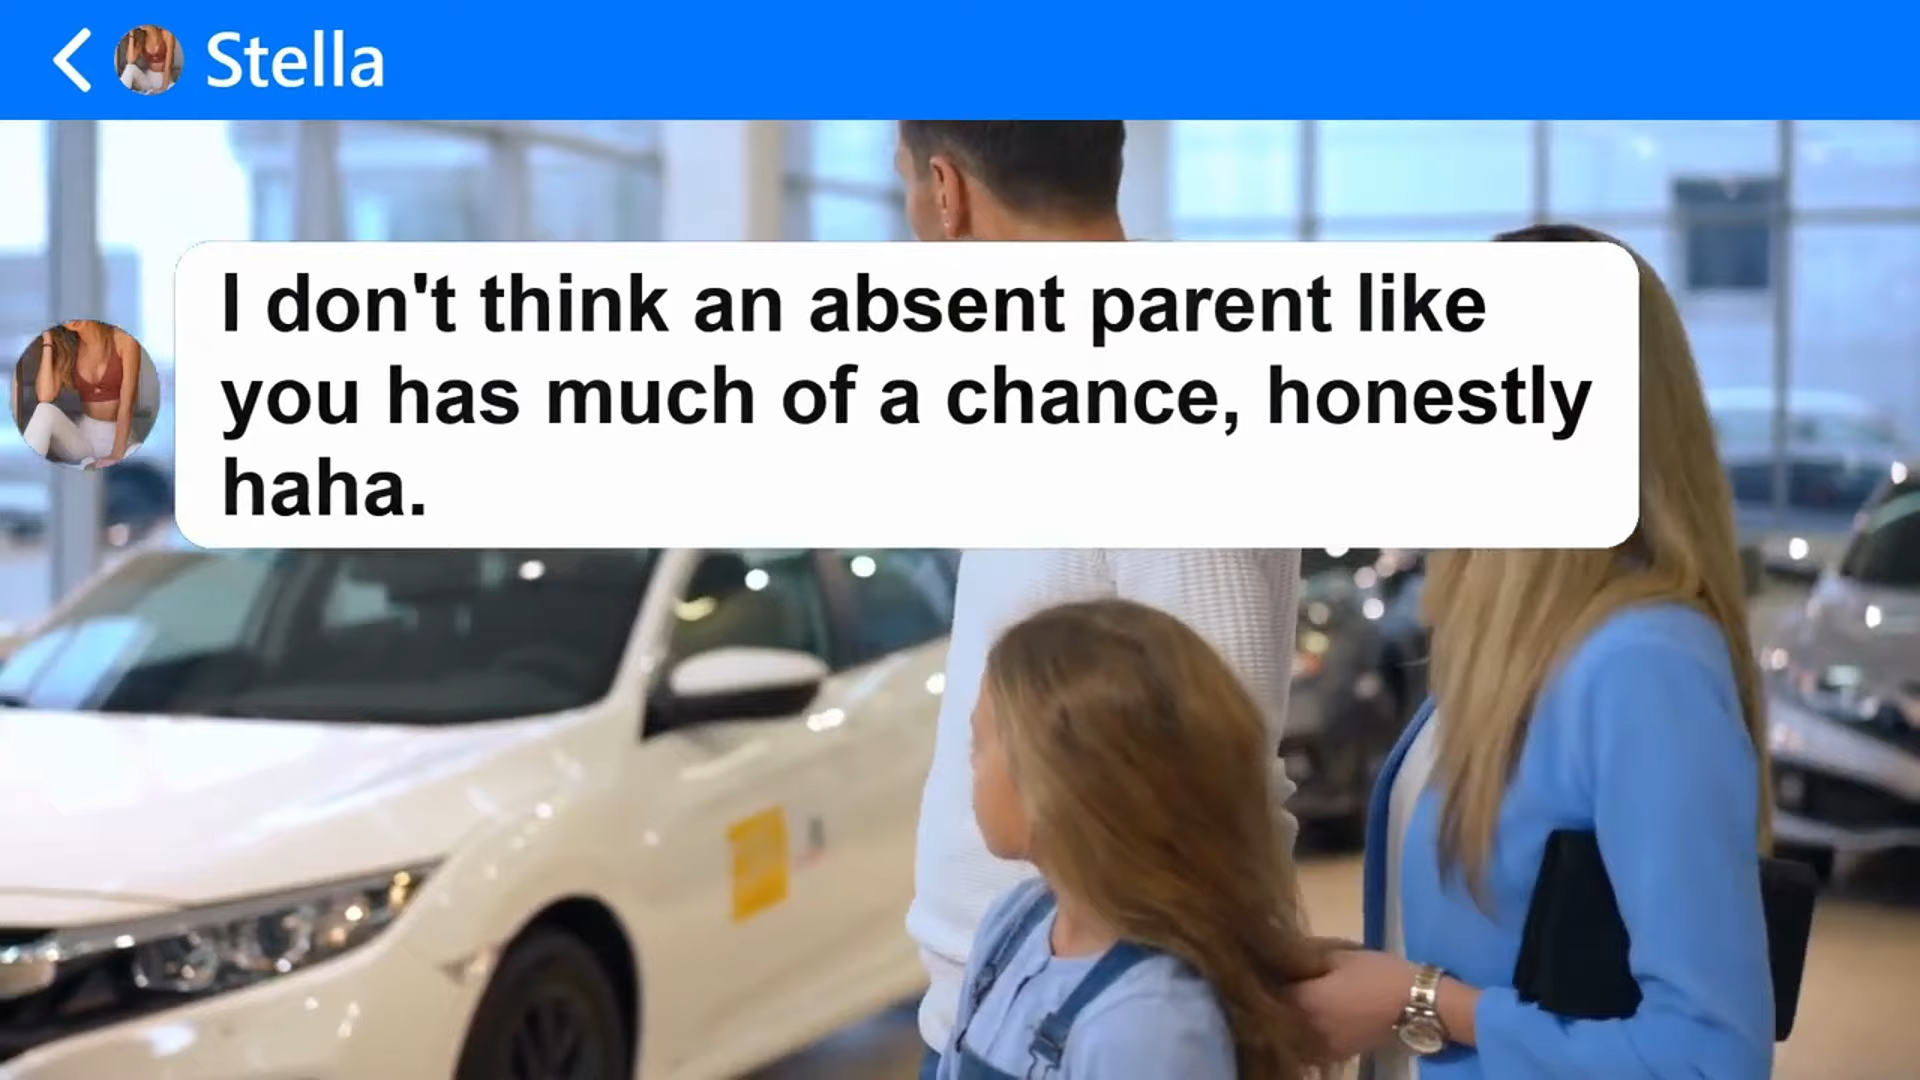 Stella
I don't think an absent parent like
you has much of a chance, honestly
haha.